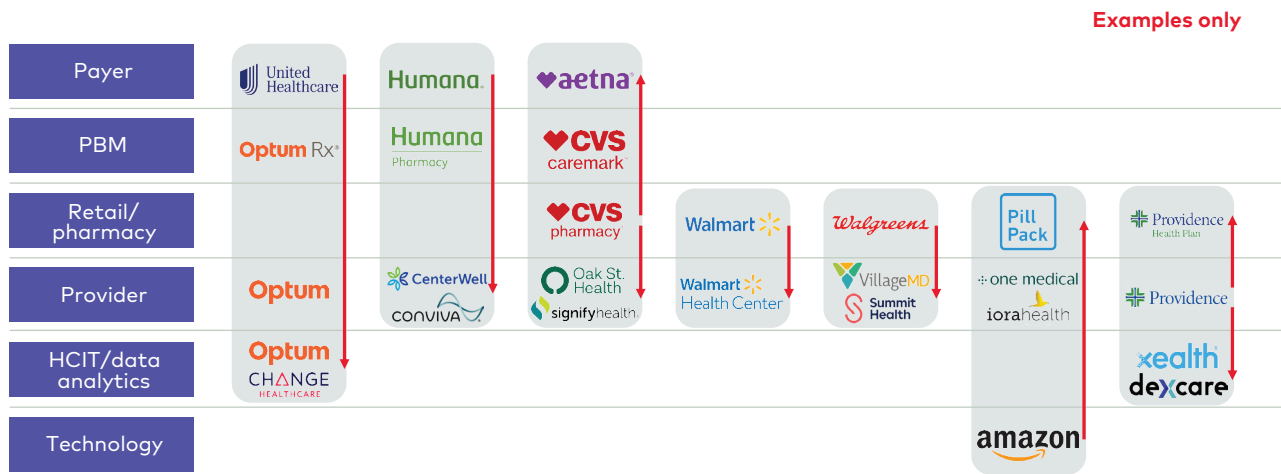 Examples only
Payer
United
Healthcare
Humana
aetna
PBM
Optum Rx
Humana
Pharmacy
CVS
caremark
Retail/
pharmacy
CVS
pharmacy
Walmart
Walgreens
Pill
Pack
Providence
Health Plan
Provider
Optum
CenterWell
CONVIVA
Oak St.
Health
signifyhealth
Walmart
Health Center
VillageMD
Summit
Health
one medical
iorahealth
Providence
HCIT/data
analytics
Optum
CHANGE
HEALTHCARE
xealth
dexcare
Technology
amazon